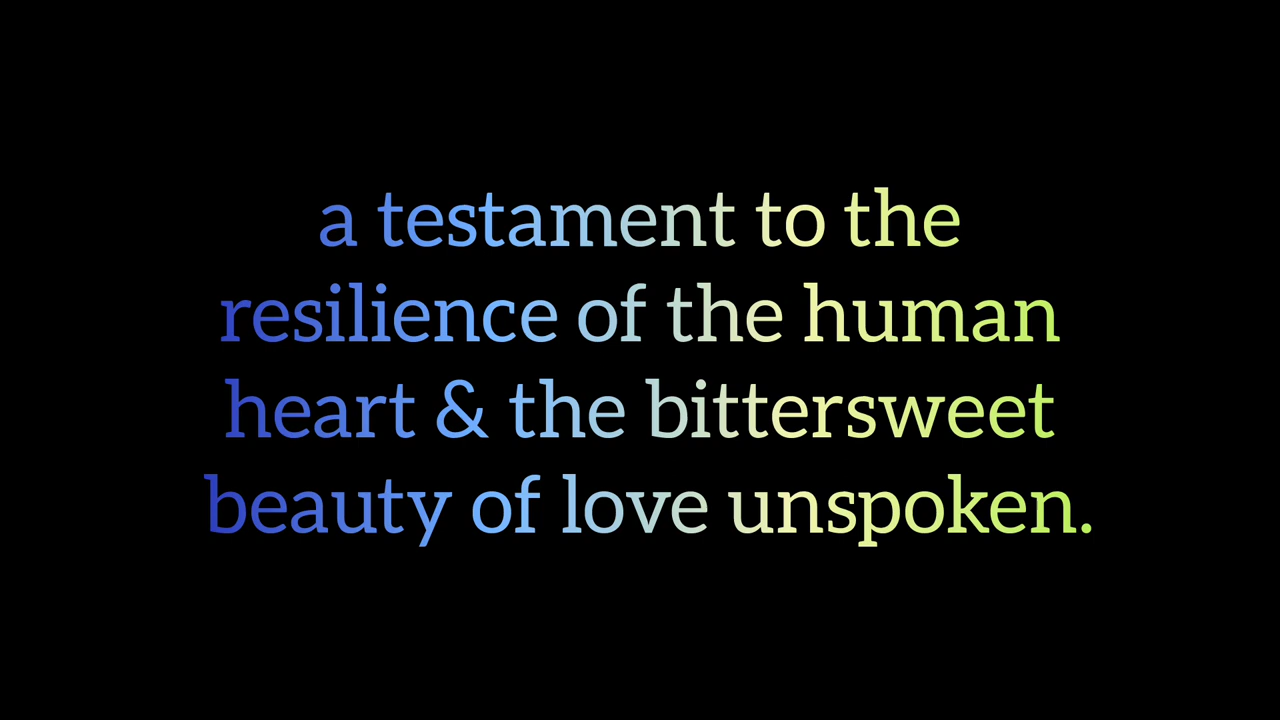 a testament to the
resilience of the human
heart & the bittersweet
beauty of love unspoken.